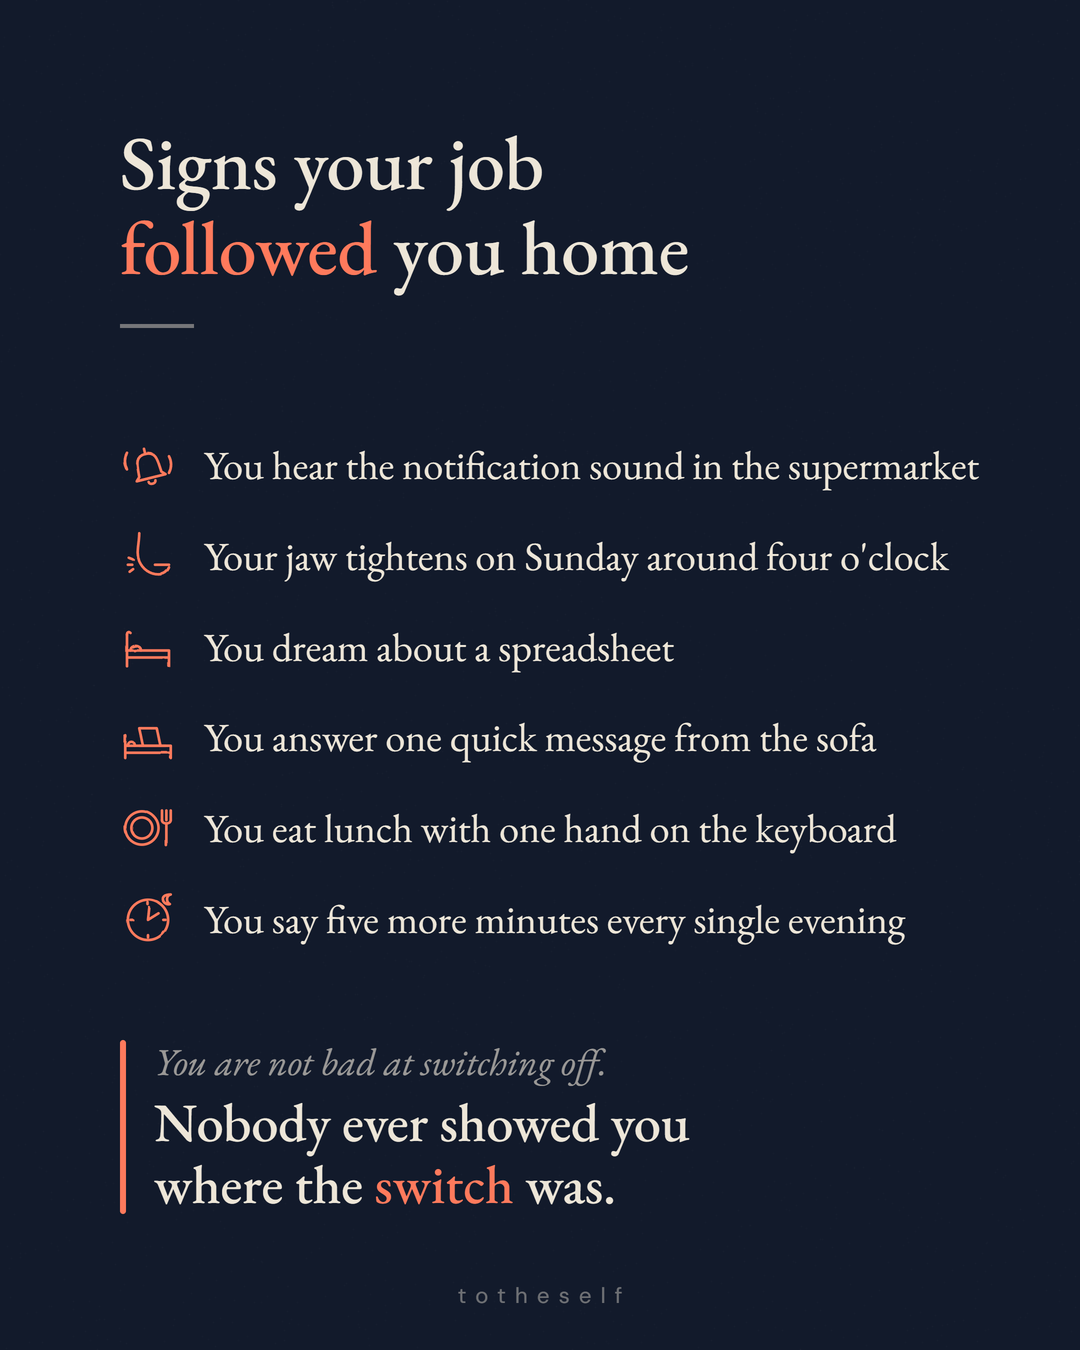 Signs your job
followed you home
You hear the notification sound in the supermarket
Your jaw tightens on Sunday around four o'clock
You dream about a spreadsheet
You answer one quick message from the sofa
You eat lunch with one hand on the keyboard
You say five more minutes every single evening
You are not bad at switching off.
Nobody ever showed you
where the switch was.
totheself